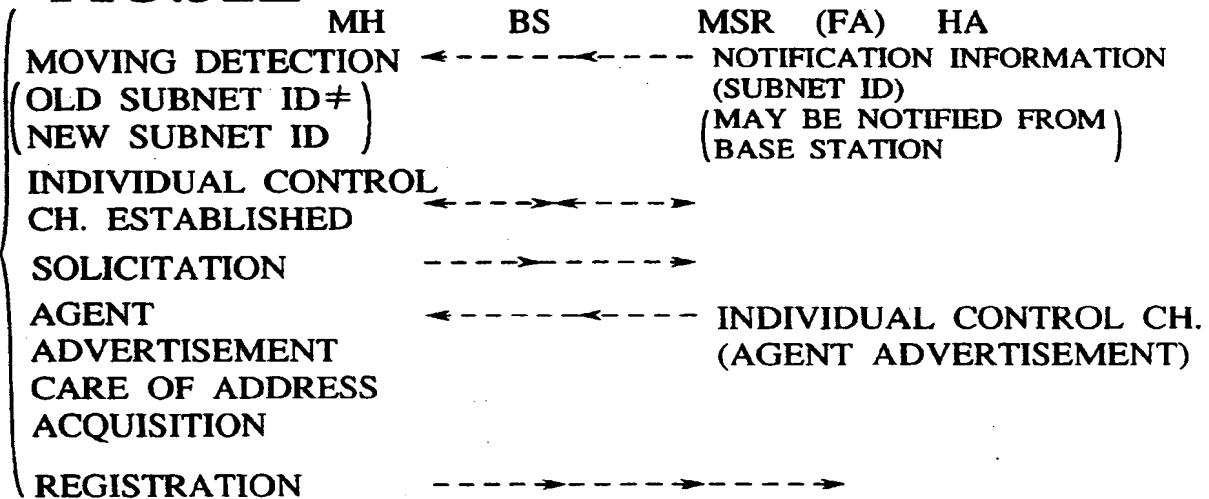 MH BS MSR (FA) HA
MOVING DETECTION NOTIFICATION INFORMATION
(OLD SUBNET ID≠ (SUBNET ID)
NEW SUBNET ID) (MAY BE NOTIFIED FROM
BASE STATION)
INDIVIDUAL CONTROL
CH. ESTABLISHED
SOLICITATION
AGENT INDIVIDUAL CONTROL CH.
ADVERTISEMENT (AGENT ADVERTISEMENT)
CARE OF ADDRESS
ACQUISITION
REGISTRATION